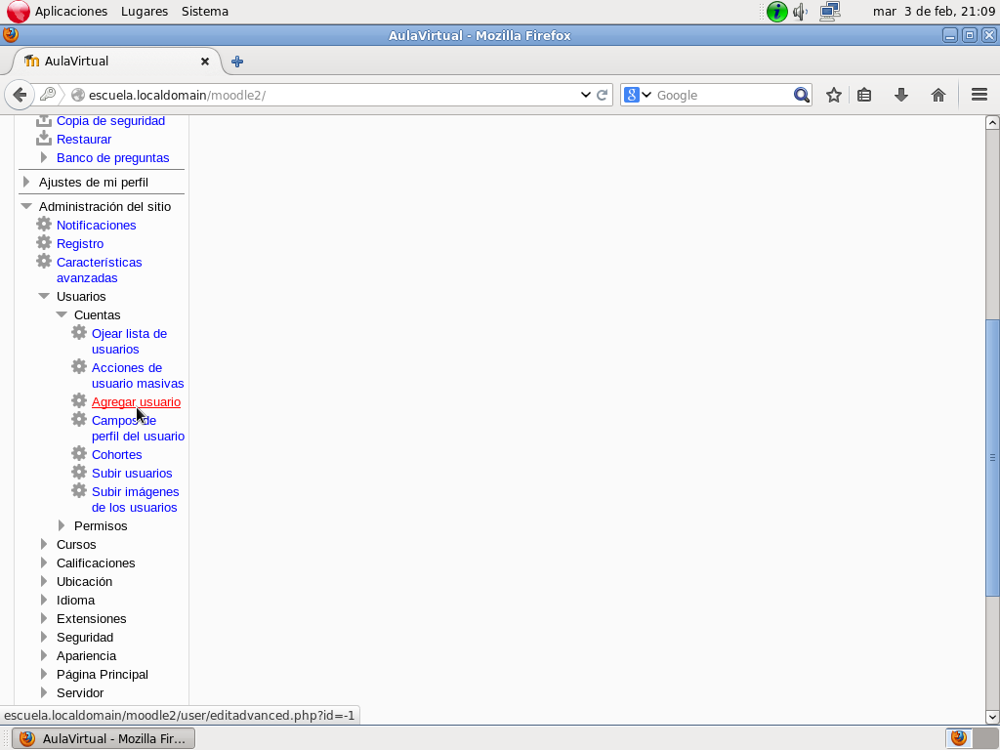 Aplicaciones Lugares Sistema mar 3 de feb, 21:09
AulaVirtual - Mozilla Firefox
AulaVirtual
escuela.localdomain/moodle2/ Google
Copia de seguridad
Restaurar
Banco de preguntas
Ajustes de mi perfil
Administración del sitio
Notificaciones
Registro
Características
avanzadas
Usuarios
Cuentas
Ojear lista de
usuarios
Acciones de
usuario masivas
Agregar usuario
Campos de
perfil del usuario
Cohortes
Subir usuarios
Subir imágenes
de los usuarios
Permisos
Cursos
Calificaciones
Ubicación
Idioma
Extensiones
Seguridad
Apariencia
Página Principal
Servidor
escuela.localdomain/moodle2/user/editadvanced.php?id=-1
AulaVirtual - Mozilla Fir...